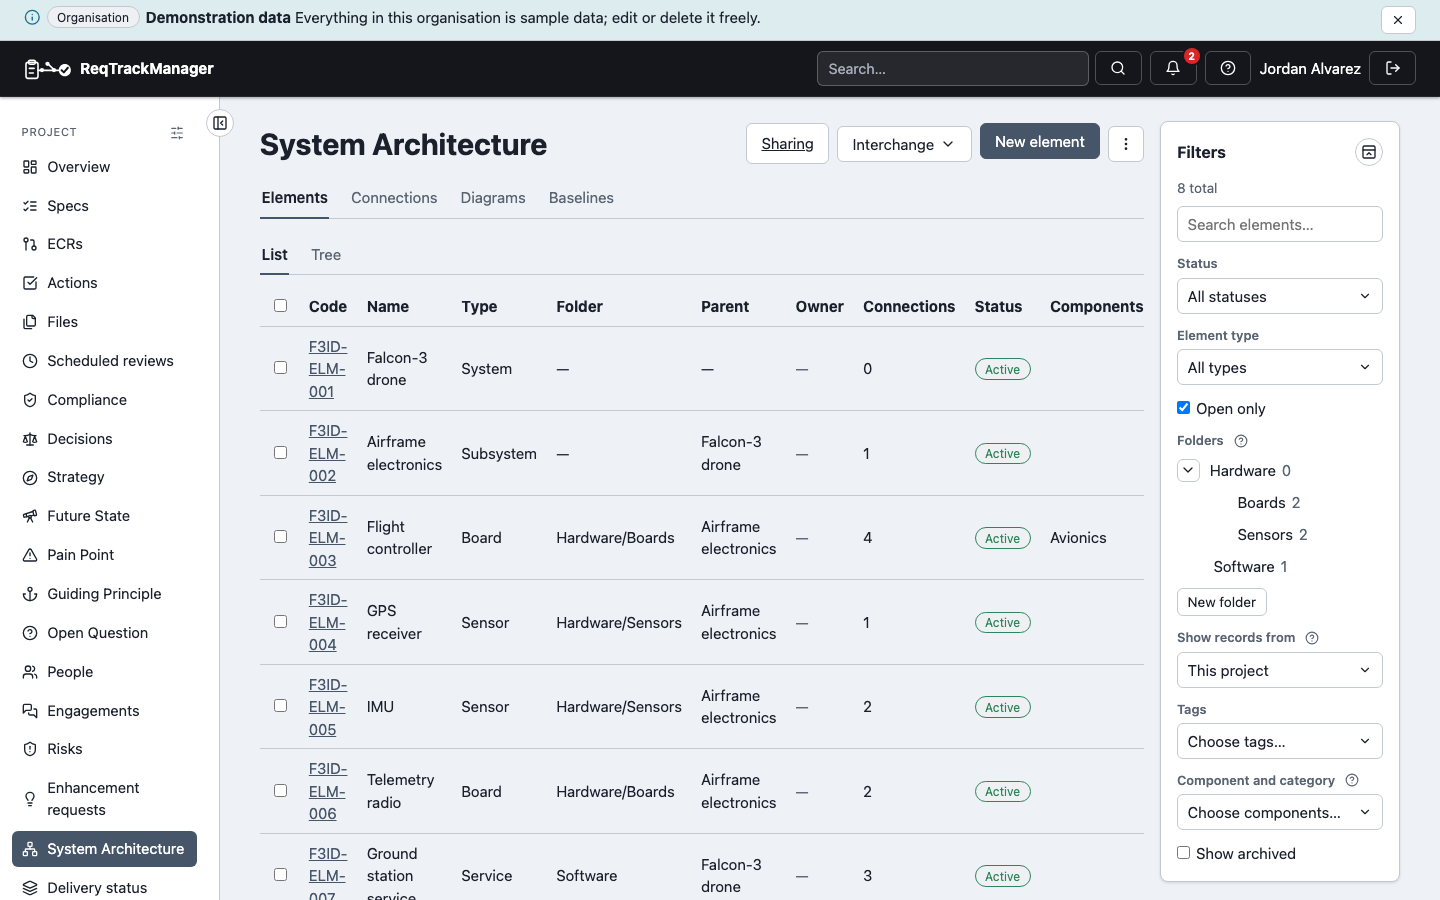 Organisation Demonstration data Everything in this organisation is sample data; edit or delete it freely.
ReqTrackManager
Search...
2
Jordan Alvarez
PROJECT
Overview
Specs
ECRs
Actions
Files
Scheduled reviews
Compliance
Decisions
Strategy
Future State
Pain Point
Guiding Principle
Open Question
People
Engagements
Risks
Enhancement
requests
System Architecture
Delivery status
System Architecture
Sharing
Interchange
New element
Elements Connections Diagrams Baselines
List Tree
Code Name Type Folder Parent Owner Connections Status Components
F3ID-ELM-001 Falcon-3 drone System — — — 0 Active
F3ID-ELM-002 Airframe electronics Subsystem — Falcon-3 drone — 1 Active
F3ID-ELM-003 Flight controller Board Hardware/Boards Airframe electronics — 4 Active Avionics
F3ID-ELM-004 GPS receiver Sensor Hardware/Sensors Airframe electronics — 1 Active
F3ID-ELM-005 IMU Sensor Hardware/Sensors Airframe electronics — 2 Active
F3ID-ELM-006 Telemetry radio Board Hardware/Boards Airframe electronics — 2 Active
F3ID-ELM-007 Ground station service Service Software Falcon-3 drone — 3 Active
Filters
8 total
Search elements...
Status
All statuses
Element type
All types
Open only
Folders
Hardware 0
Boards 2
Sensors 2
Software 1
New folder
Show records from
This project
Tags
Choose tags...
Component and category
Choose components...
Show archived